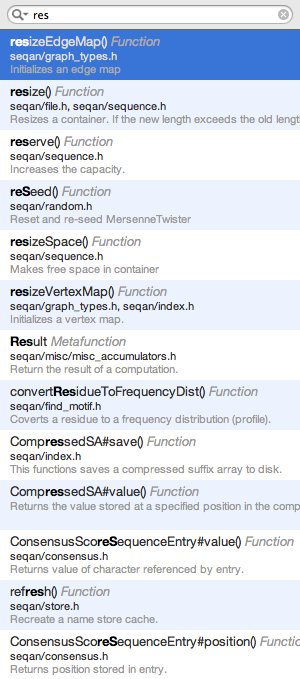 res
resizeEdgeMap() Function
seqan/graph_types.h
Initializes an edge map
resize() Function
seqan/file.h, seqan/sequence.h
Resizes a container. If the new length exceeds the old lengt
reserve() Function
seqan/sequence.h
Increases the capacity.
reSeed() Function
seqan/random.h
Reset and re-seed MersenneTwister
resizeSpace() Function
seqan/sequence.h
Makes free space in container
resizeVertexMap() Function
seqan/graph_types.h, seqan/index.h
Initializes a vertex map.
Result Metafunction
seqan/misc/misc_accumulators.h
Return the result of a computation.
convertResidueToFrequencyDist() Function
seqan/find_motif.h
Coverts a residue to a frequency distribution (profile).
CompressedSA#save() Function
seqan/index.h
This functions saves a compressed suffix array to disk.
CompressedSA#value() Function
Returns the value stored at a specified position in the comp
ConsensusScoreSequenceEntry#value() Function
seqan/consensus.h
Returns value of character referenced by entry.
refresh() Function
seqan/store.h
Recreate a name store cache.
ConsensusScoreSequenceEntry#position() Functio
seqan/consensus.h
Returns position stored in entry.